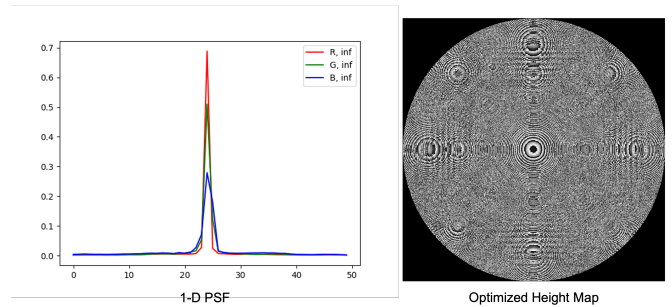 0.7
0.6
0.5
0.4
0.3
0.2
0.1
0.0
R, inf
G, inf
B, inf
0 10 20 30 40 50
1-D PSF
Optimized Height Map